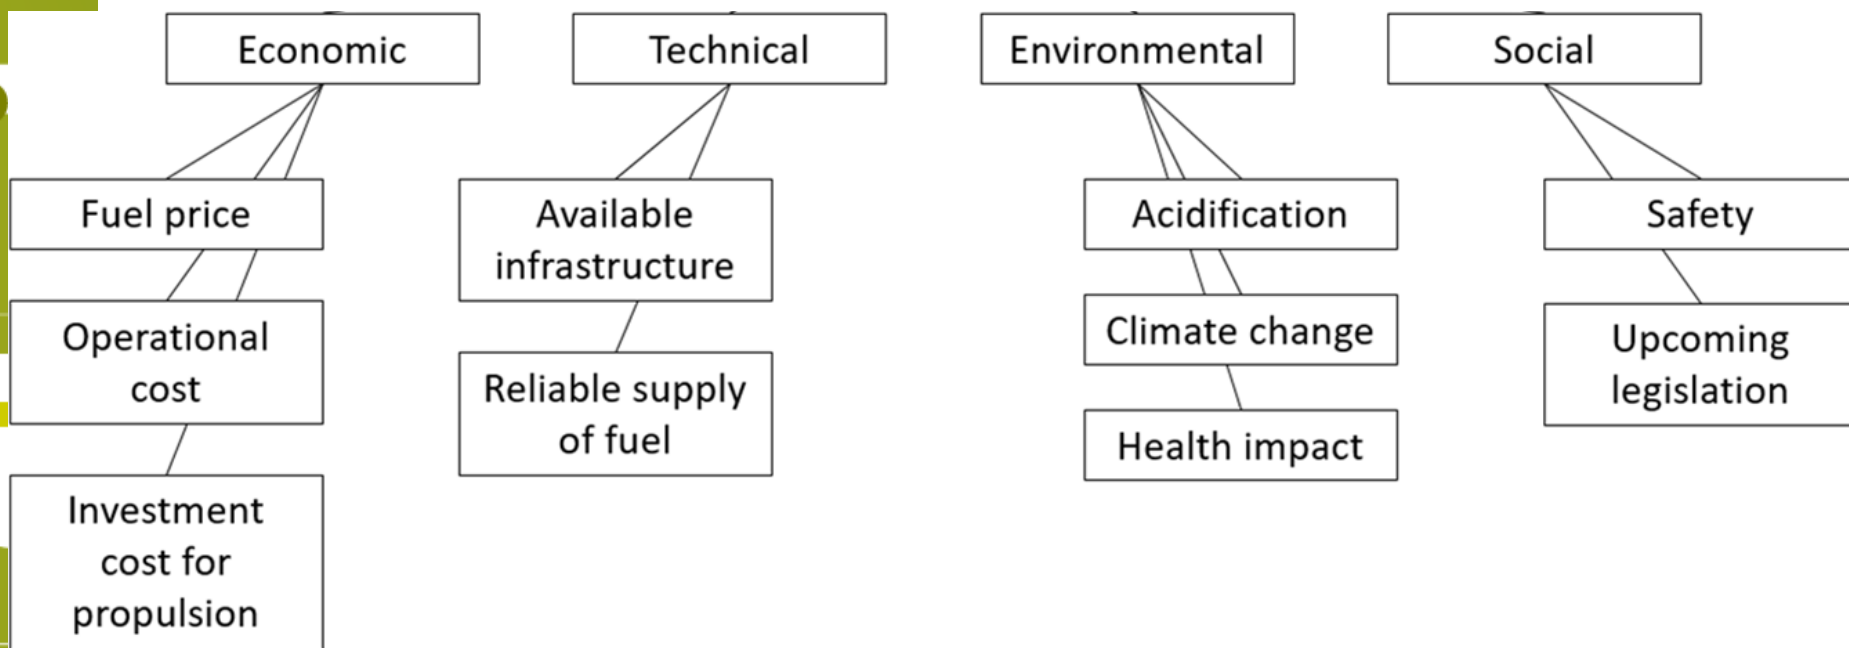 Economic
Technical
Environmental
Social
Fuel price
Operational
cost
Investment
cost for
propulsion
Available
infrastructure
Reliable supply
of fuel
Acidification
Climate change
Health impact
Safety
Upcoming
legislation